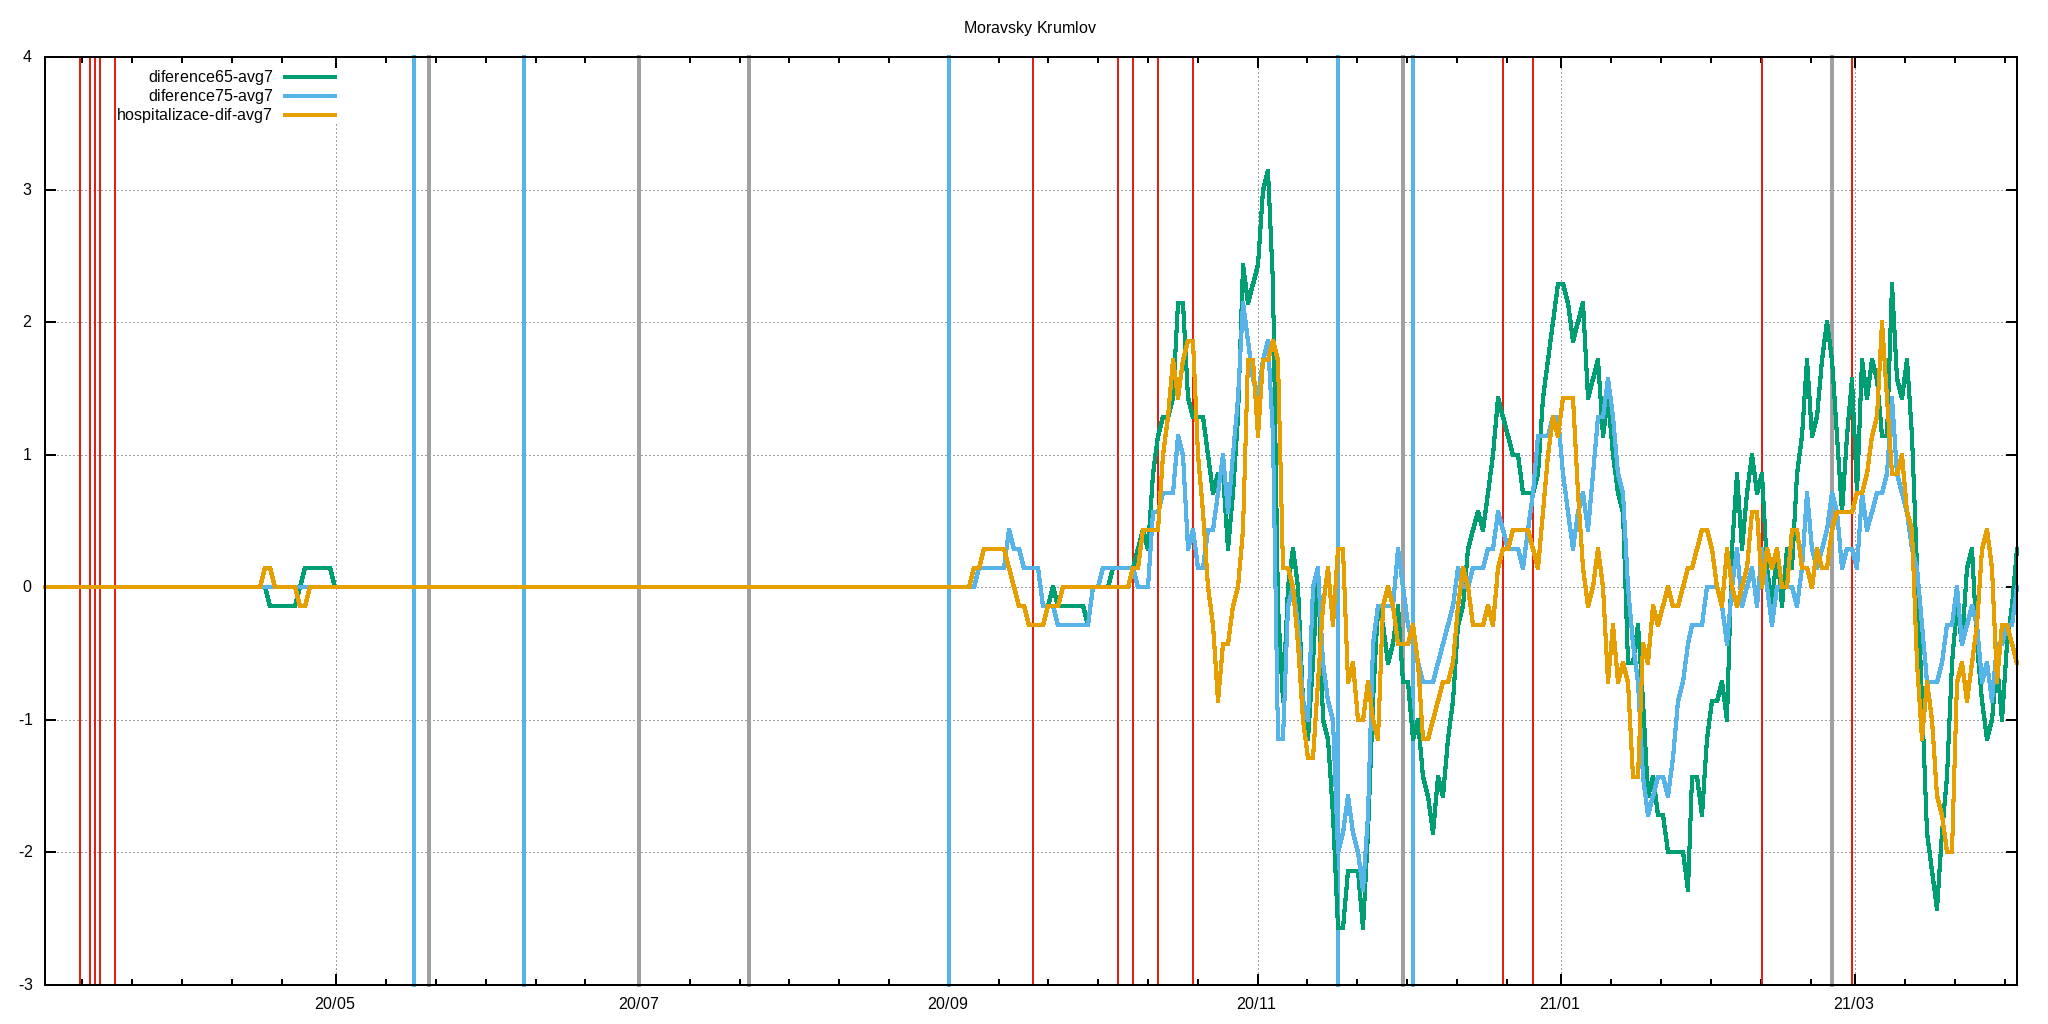 Moravsky Krumlov
4
diference65-avg7
diference75-avg7
hospitalizace-dif-avg7
3
2
1
0
-1
-2
-3
20/05 20/07 20/09 20/11 21/01 21/03